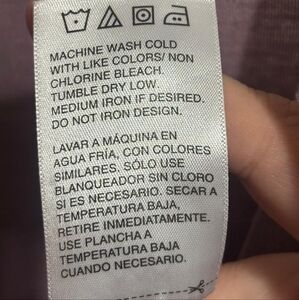 MACHINE WASH COLD
WITH LIKE COLORS/ NON
CHLORINE BLEACH.
TUMBLE DRY LOW.
MEDIUM IRON IF DESIRED.
DO NOT IRON DESIGN.
LAVAR A MÁQUINA EN
AGUA FRÍA, CON COLORES
SIMILARES. SÓLO USE
BLANQUEADOR SIN CLORO
SI ES NECESARIO. SECAR A
TEMPERATURA BAJA,
RETIRE INMEDIATAMENTE.
USE PLANCHA A
TEMPERATURA BAJA
CUANDO NECESARIO.